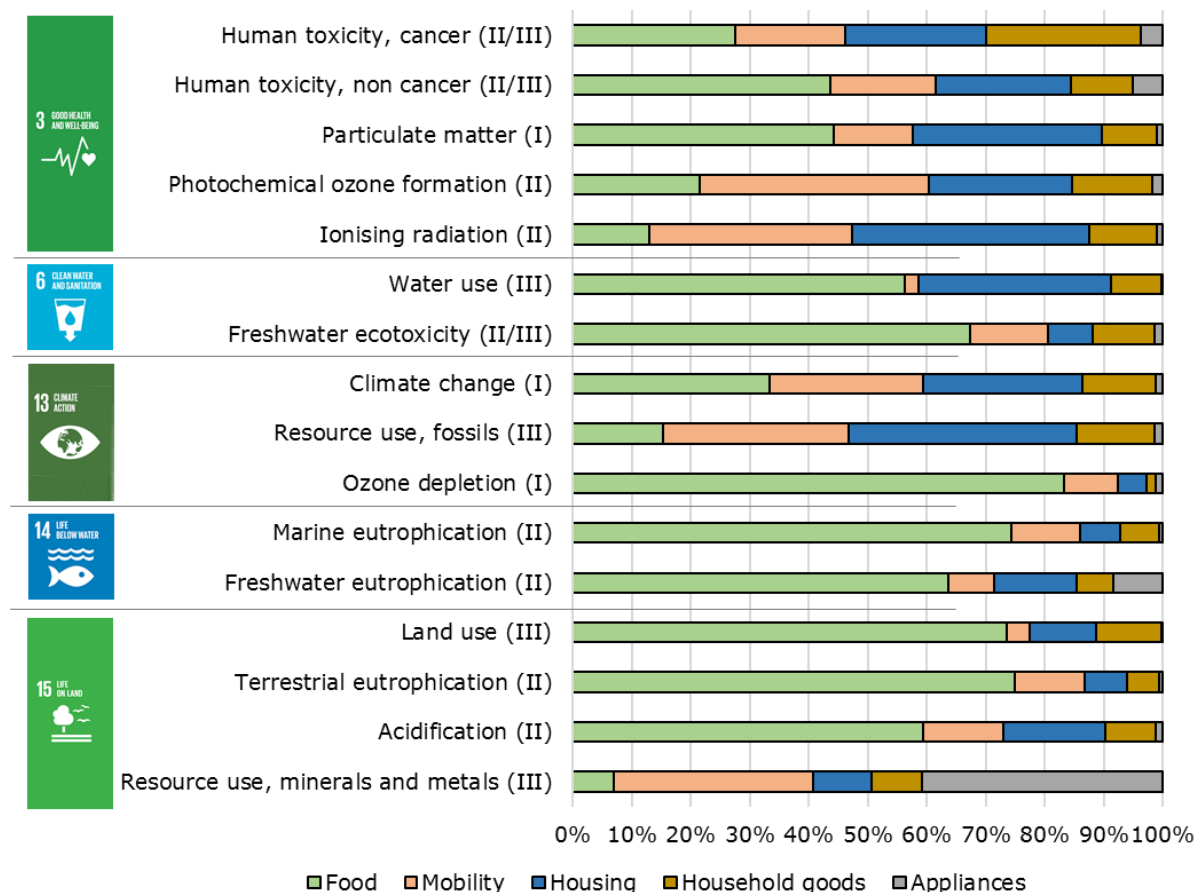 3 GOOD HEALTH
AND WELL-BEING
Human toxicity, cancer (II/III)
Human toxicity, non cancer (II/III)
Particulate matter (I)
Photochemical ozone formation (II)
Ionising radiation (II)
6 CLEAN WATER
AND SANITATION
Water use (III)
Freshwater ecotoxicity (II/III)
13 CLIMATE
ACTION
Climate change (I)
Resource use, fossils (III)
Ozone depletion (I)
14 LIFE
BELOW WATER
Marine eutrophication (II)
Freshwater eutrophication (II)
15 LIFE
ON LAND
Land use (III)
Terrestrial eutrophication (II)
Acidification (II)
Resource use, minerals and metals (III)
0% 10% 20% 30% 40% 50% 60% 70% 80% 90% 100%
Food Mobility Housing Household goods Appliances